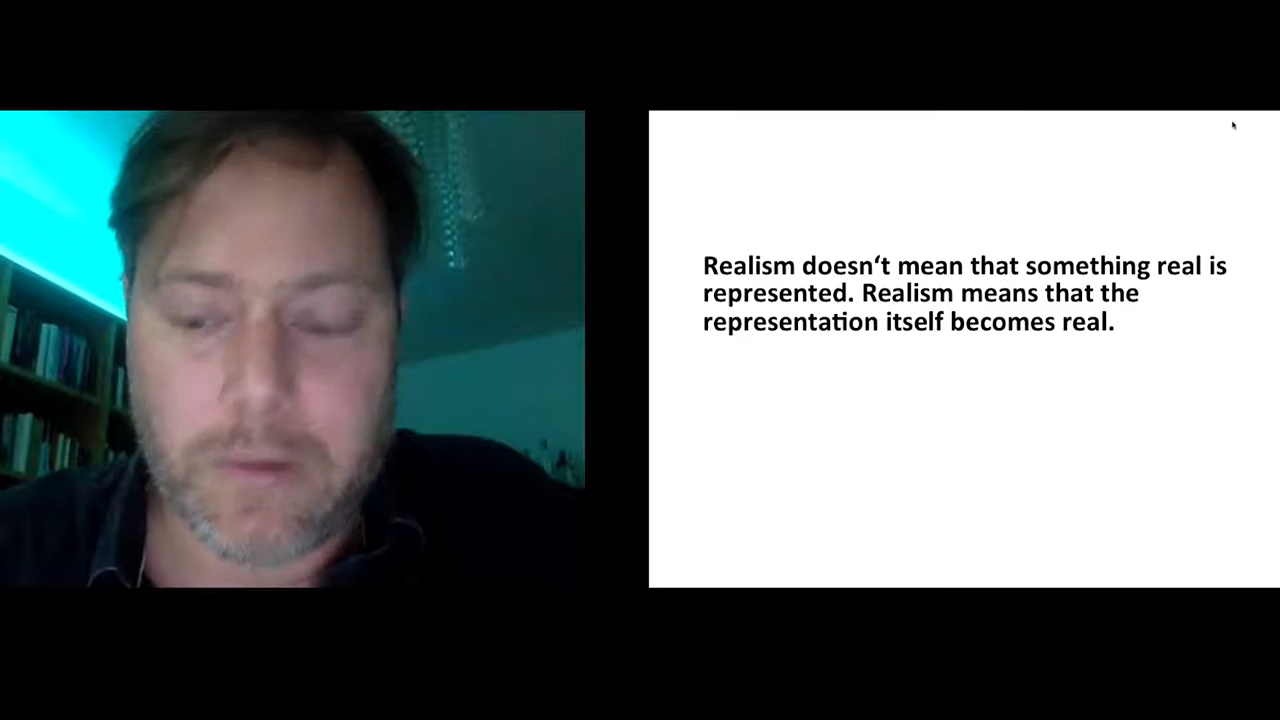 Realism doesn‘t mean that something real is
represented. Realism means that the
representation itself becomes real.